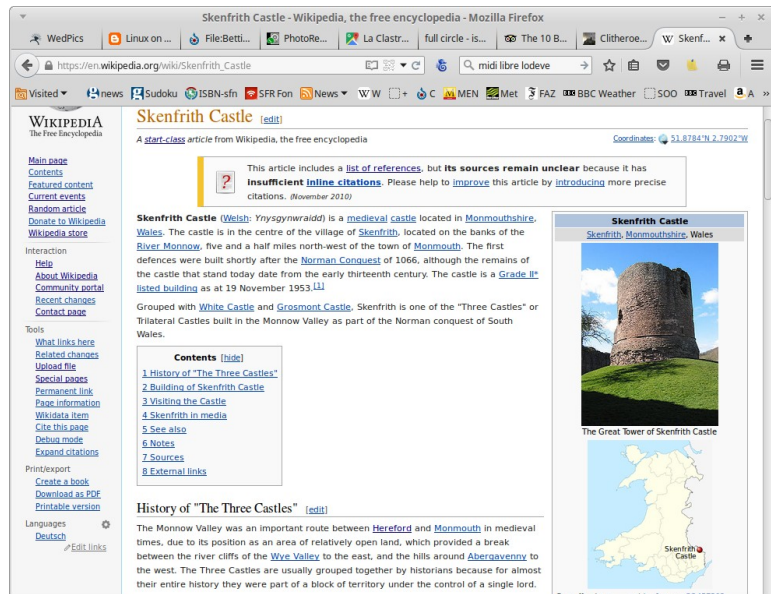 Skenfrith Castle - Wikipedia, the free encyclopedia - Mozilla Firefox
WedPics
Linux on ...
File:Betti...
PhotoRe...
La Clastr...
full circle - is...
The 10 B...
Clitheroe...
Skenf...
https://en.wikipedia.org/wiki/Skenfrith_Castle
midi libre lodeve
Visited
news
Sudoku
ISBN-sfn
SFR Fon
News
W W
+
C
MEN
Met
FAZ
BBC Weather
SOO
Travel
A
»
WIKIPEDIA
The Free Encyclopedia
Main page
Contents
Featured content
Current events
Random article
Donate to Wikipedia
Wikipedia store
Interaction
Help
About Wikipedia
Community portal
Recent changes
Contact page
Tools
What links here
Related changes
Upload file
Special pages
Permanent link
Page information
Wikidata item
Cite this page
Debug mode
Expand citations
Print/export
Create a book
Download as PDF
Printable version
Languages
Deutsch
Edit links
Skenfrith Castle [edit]
A start-class article from Wikipedia, the free encyclopedia
Coordinates: 51.8784°N 2.7902°W
This article includes a list of references, but its sources remain unclear because it has
insufficient inline citations. Please help to improve this article by introducing more precise
citations. (November 2010)
Skenfrith Castle (Welsh: Ynysgynwraidd) is a medieval castle located in Monmouthshire,
Wales. The castle is in the centre of the village of Skenfrith, located on the banks of the
River Monnow, five and a half miles north-west of the town of Monmouth. The first
defences were built shortly after the Norman Conquest of 1066, although the remains of
the castle that stand today date from the early thirteenth century. The castle is a Grade II*
listed building as at 19 November 1953.[1]
Grouped with White Castle and Grosmont Castle, Skenfrith is one of the "Three Castles" or
Trilateral Castles built in the Monnow Valley as part of the Norman conquest of South
Wales.
Contents [hide]
1 History of "The Three Castles"
2 Building of Skenfrith Castle
3 Visiting the Castle
4 Skenfrith in media
5 See also
6 Notes
7 Sources
8 External links
History of "The Three Castles" [edit]
The Monnow Valley was an important route between Hereford and Monmouth in medieval
times, due to its position as an area of relatively open land, which provided a break
between the river cliffs of the Wye Valley to the east, and the hills around Abergavenny to
the west. The Three Castles are usually grouped together by historians because for almost
their entire history they were part of a block of territory under the control of a single lord.
Skenfrith Castle
Skenfrith, Monmouthshire, Wales
The Great Tower of Skenfrith Castle
Skenfrith
Castle